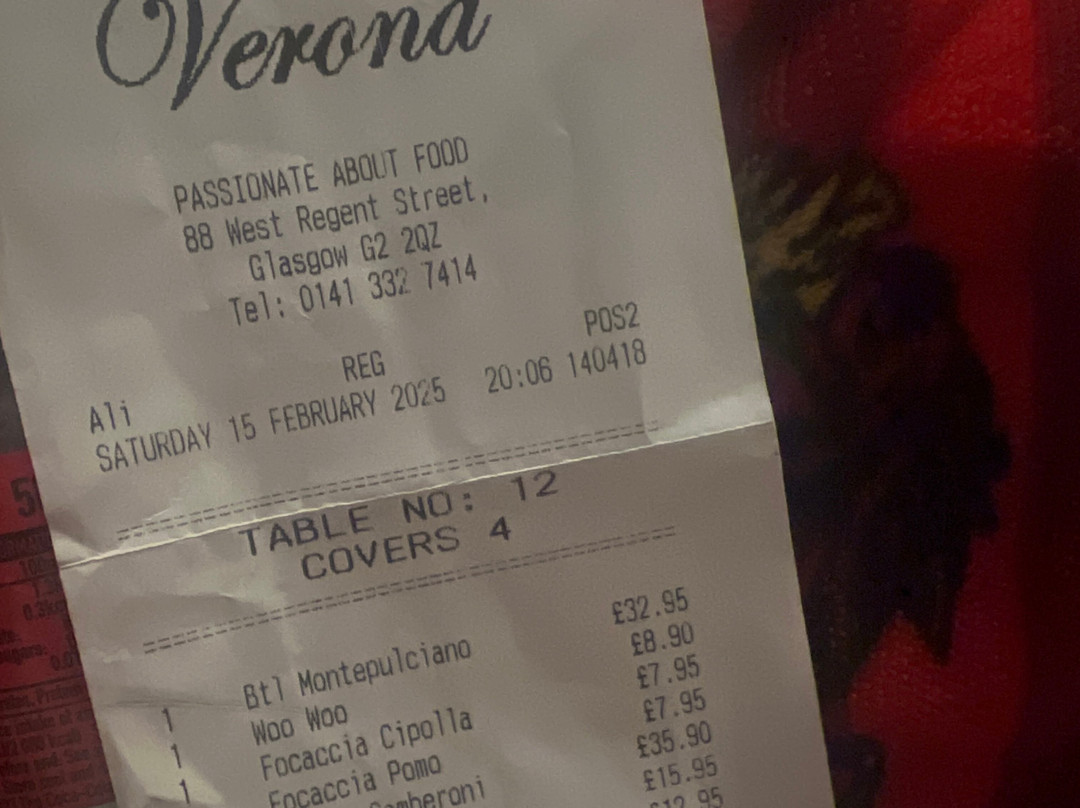 Verona
PASSIONATE ABOUT FOOD
88 West Regent Street,
Glasgow G2 2QZ
Tel: 0141 332 7414
REG POS2
Ali
SATURDAY 15 FEBRUARY 2025 20:06 140418
TABLE NO: 12
COVERS 4
1 Btl Montepulciano £32.95
1 Woo Woo £8.90
1 Focaccia Cipolla £7.95
Focaccia Pomo £7.95
£35.90
£15.95